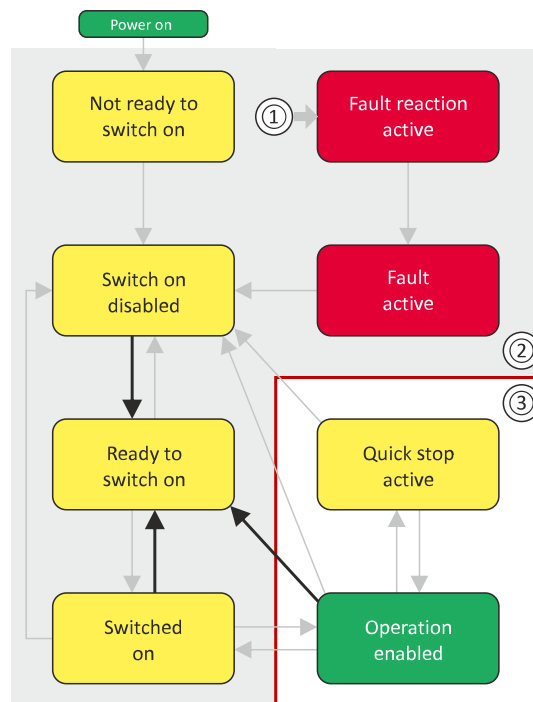 Power on
Not ready to
switch on
①
Fault reaction
active
Switch on
disabled
Fault
active
②
③
Ready to
switch on
Quick stop
active
Switched
on
Operation
enabled